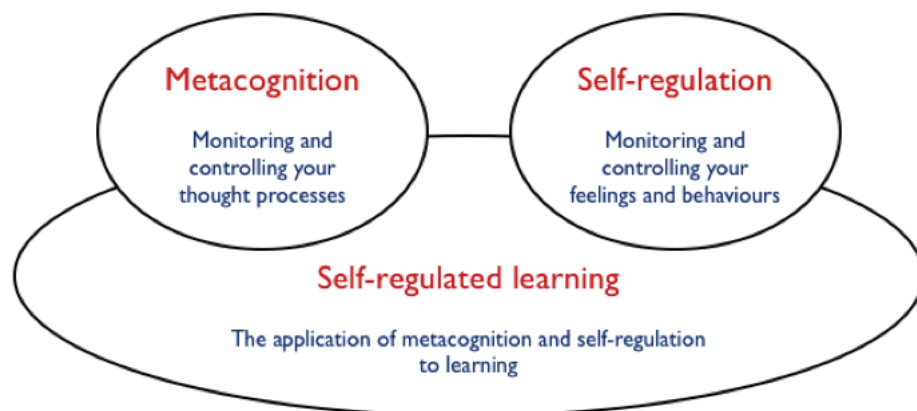 Metacognition
Monitoring and
controlling your
thought processes
Self-regulation
Monitoring and
controlling your
feelings and behaviours
Self-regulated learning
The application of metacognition and self-regulation
to learning